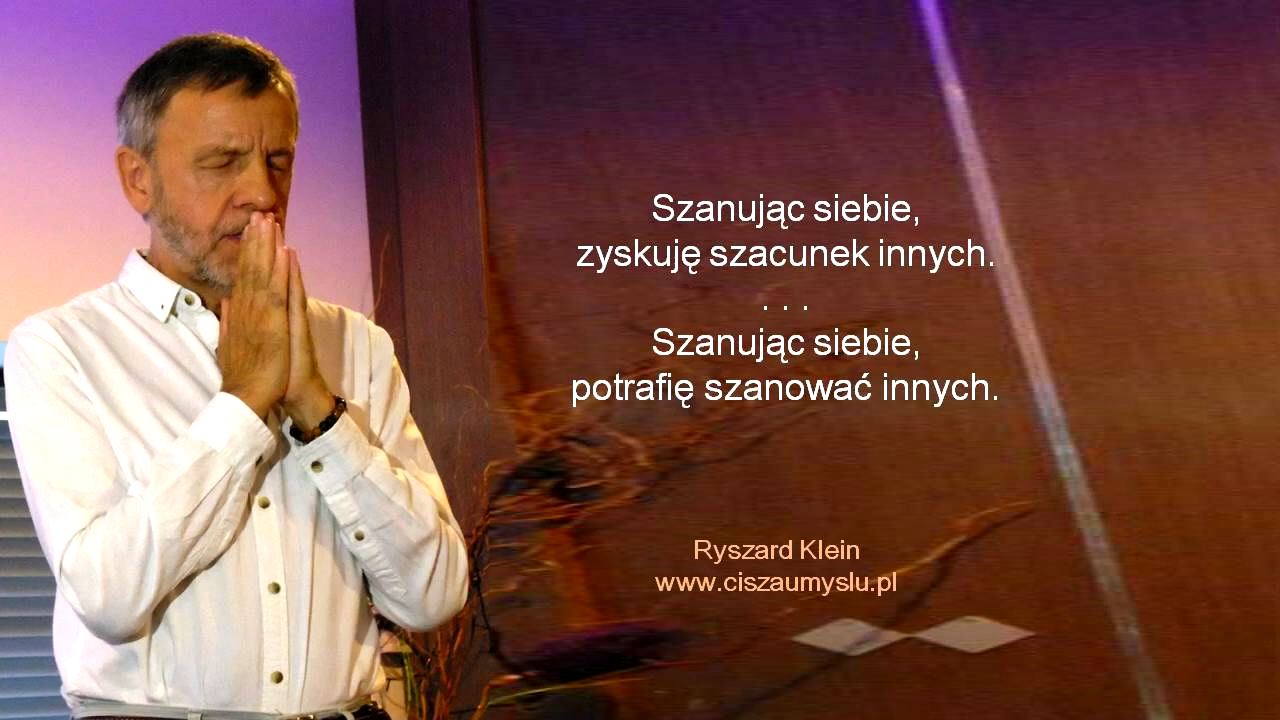 Szanując siebie,
zyskuję szacunek innych.
. . .
Szanując siebie,
potrafię szanować innych.
Ryszard Klein
www.ciszaumyslu.pl